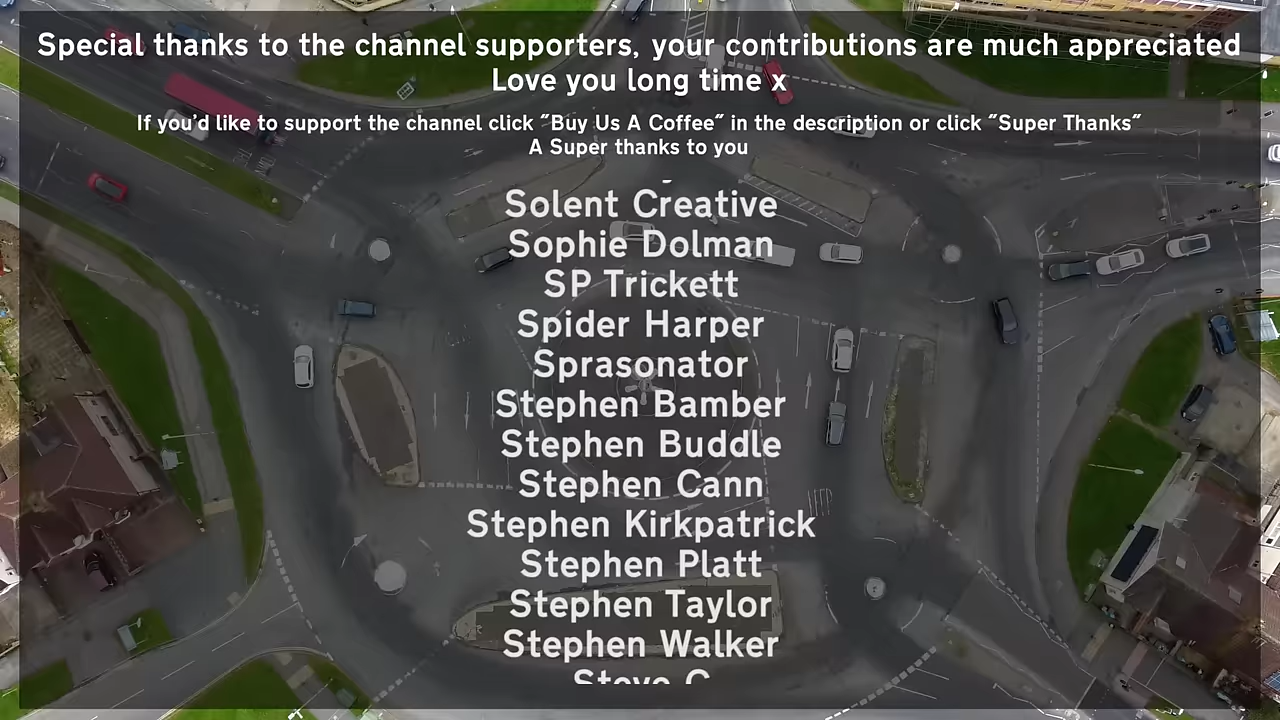 Special thanks to the channel supporters, your contributions are much appreciated
Love you long time x
If you'd like to support the channel click "Buy Us A Coffee" in the description or click "Super Thanks"
A Super thanks to you
Solent Creative
Sophie Dolman
SP Trickett
Spider Harper
Sprasonator
Stephen Bamber
Stephen Buddle
Stephen Cann
Stephen Kirkpatrick
Stephen Platt
Stephen Taylor
Stephen Walker